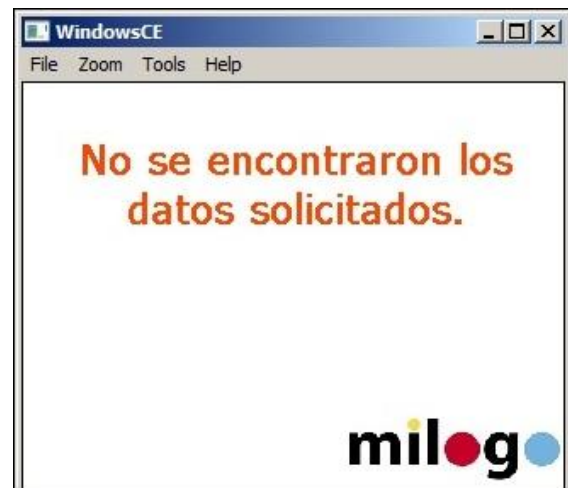 WindowsCE
File Zoom Tools Help
No se encontraron los
datos solicitados.
milogo